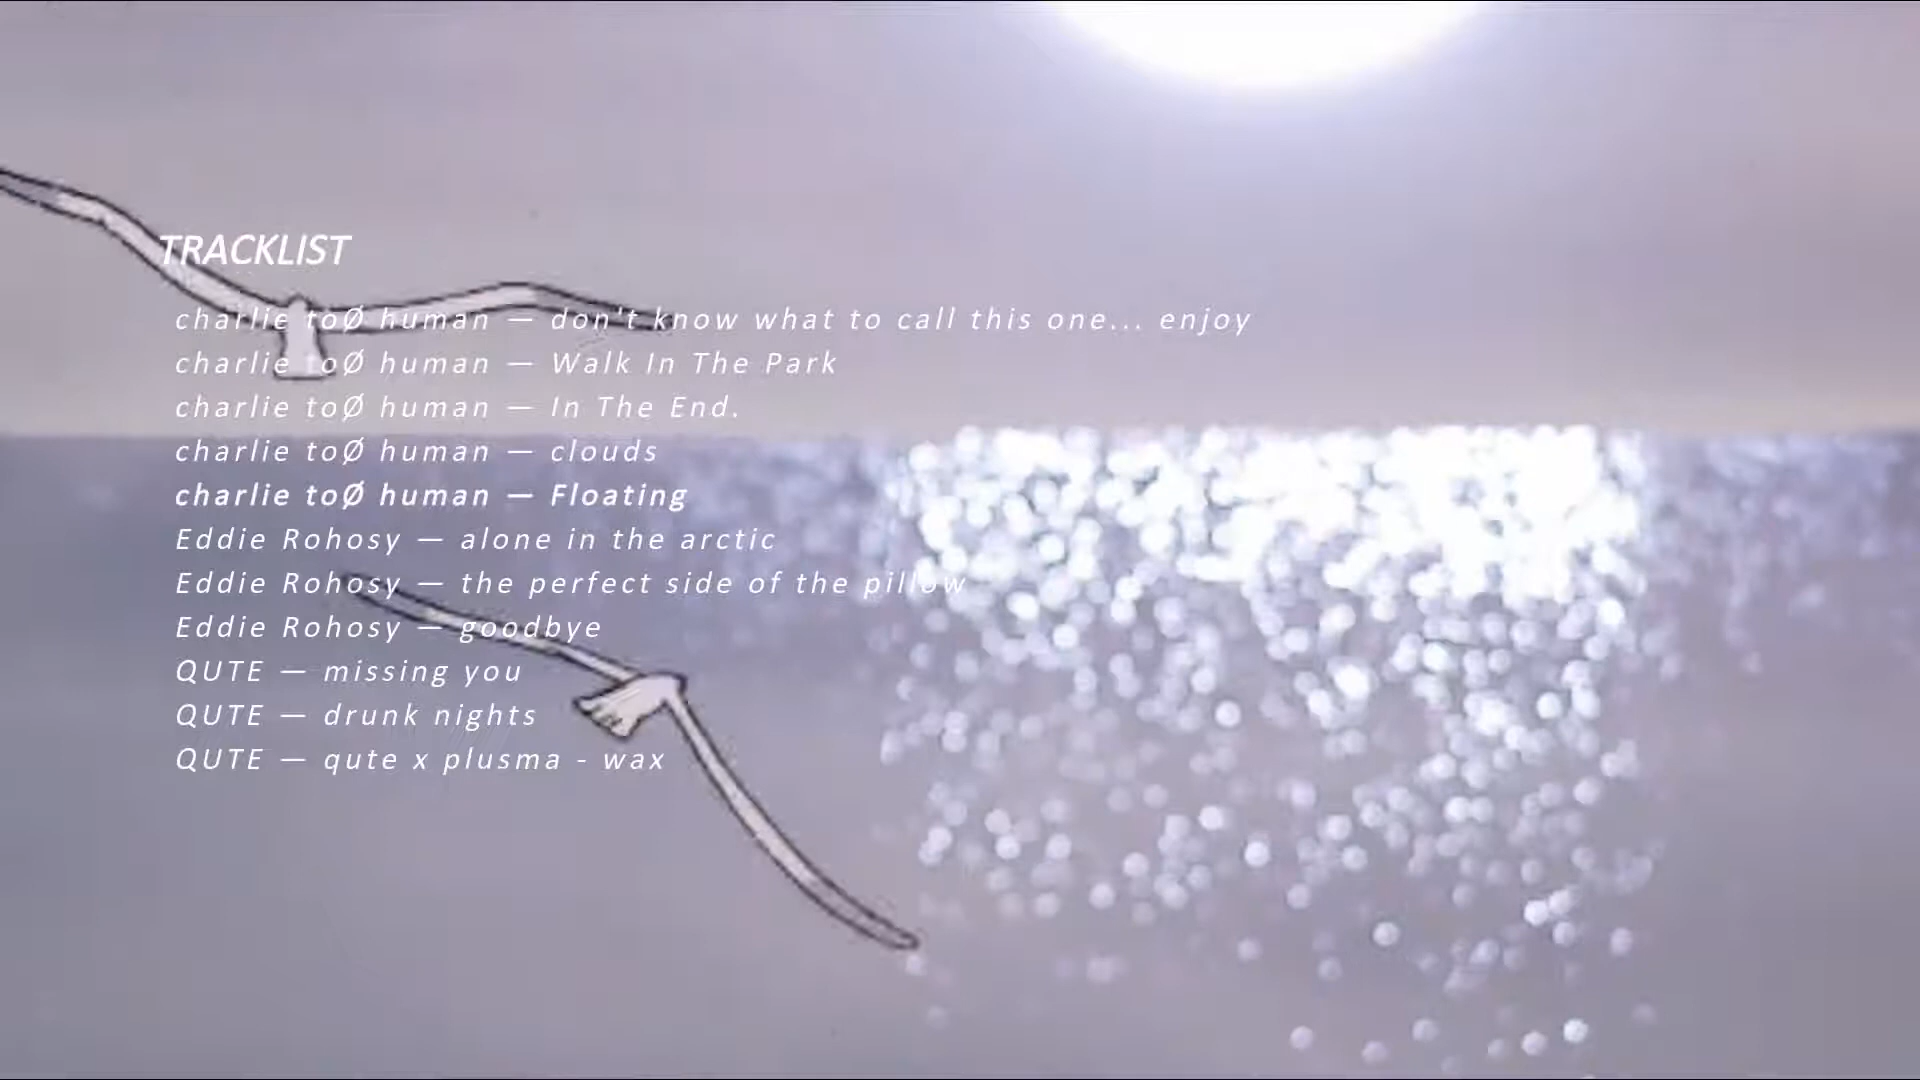 TRACKLIST
charlie toØ human — don't know what to call this one... enjoy
charlie toØ human — Walk In The Park
charlie toØ human — In The End.
charlie toØ human — clouds
charlie toØ human — Floating
Eddie Rohosy — alone in the arctic
Eddie Rohosy — the perfect side of the pillow
Eddie Rohosy — goodbye
QUTE — missing you
QUTE — drunk nights
QUTE — qute x plusma - wax